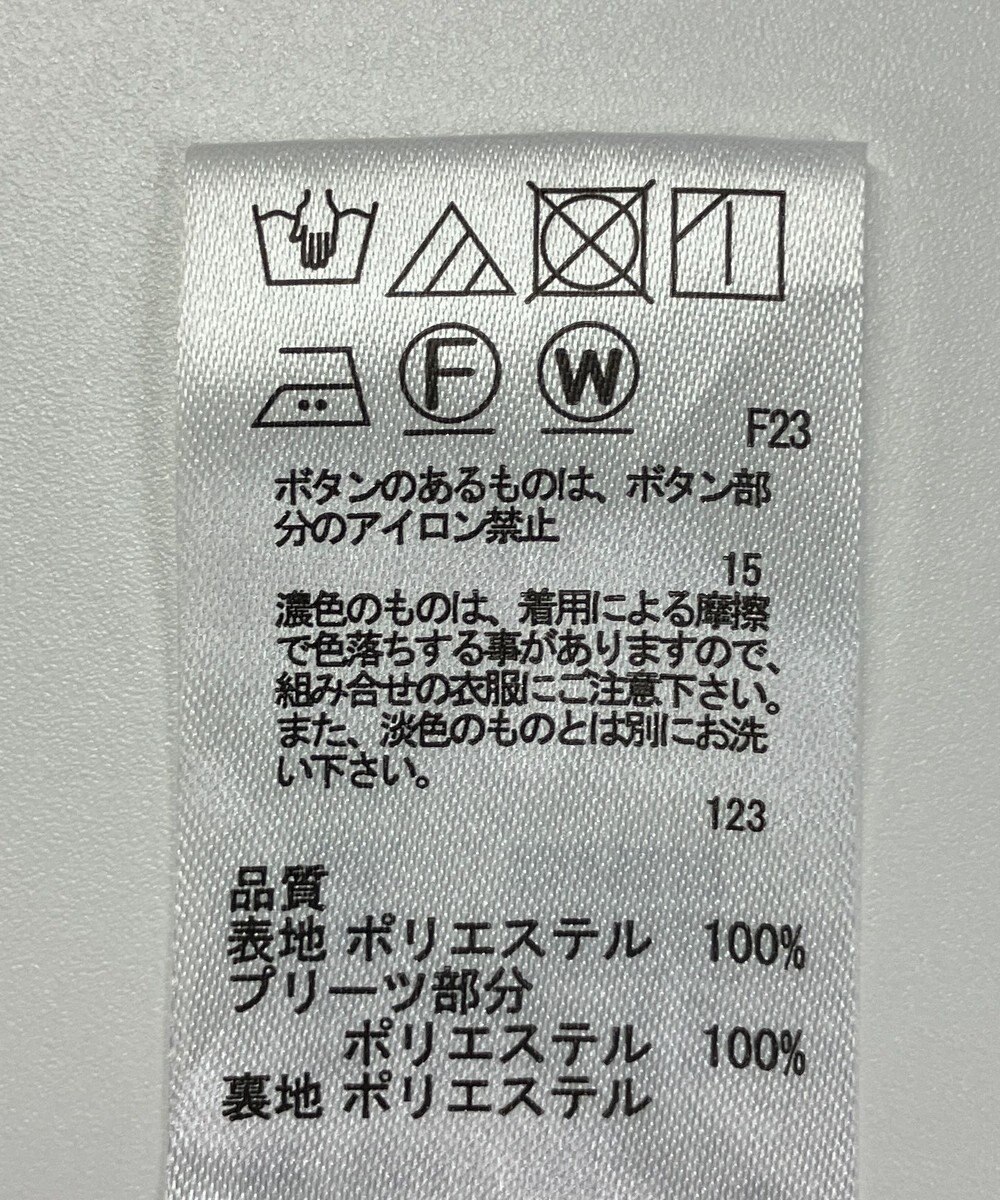 F W
F23
ボタンのあるものは、ボタン部
分のアイロン禁止
15
濃色のものは、着用による摩擦
で色落ちする事がありますので、
組み合せの衣服にご注意下さい。
また、淡色のものとは別にお洗
い下さい。
123
品質
表地 ポリエステル 100%
プリーツ部分
ポリエステル 100%
裏地 ポリエステル